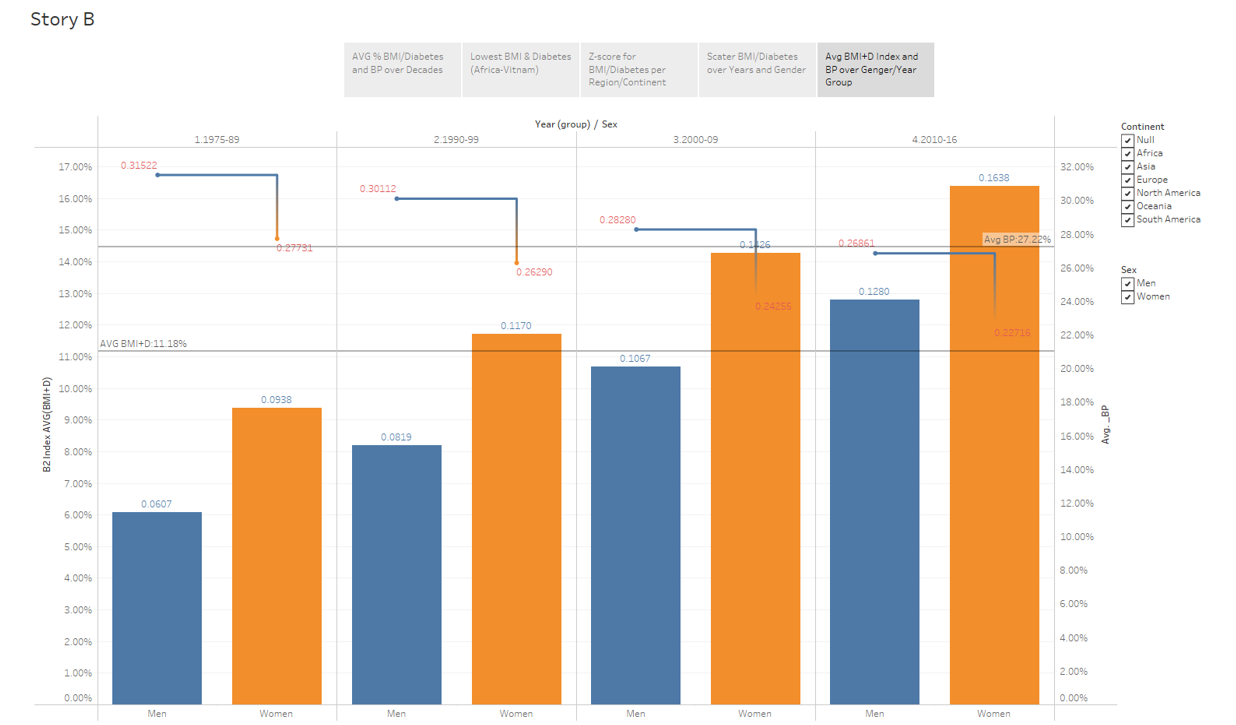 Story B
AVG % BMI/Diabetes
and BP over Decades
Lowest BMI & Diabetes
(Africa-Vitnam)
Z-score for
BMI/Diabetes per
Region/Continent
Scater BMI/Diabetes
over Years and Gender
Avg BMI+D Index and
BP over Genger/Year
Group
Year (group) / Sex
1.1975-89
2.1990-99
3.2000-09
4.2010-16
17.00%
16.00%
15.00%
14.00%
13.00%
12.00%
11.00%
10.00%
9.00%
8.00%
7.00%
6.00%
5.00%
4.00%
3.00%
2.00%
1.00%
0.00%
B2 Index AVG(BMI+D)
0.31522
0.27731
0.30112
0.26290
0.28280
0.1426
0.24255
0.26861
0.1638
Avg BP:27.22%
0.22716
0.1280
AVG BMI+D:11.18%
0.0607
0.0938
0.0819
0.1170
0.1067
32.00%
30.00%
28.00%
26.00%
24.00%
22.00%
20.00%
18.00%
16.00%
14.00%
12.00%
10.00%
8.00%
6.00%
4.00%
2.00%
0.00%
Avg. _BP
Men
Women
Men
Women
Men
Women
Men
Women
Continent
Null
Africa
Asia
Europe
North America
Oceania
South America
Sex
Men
Women